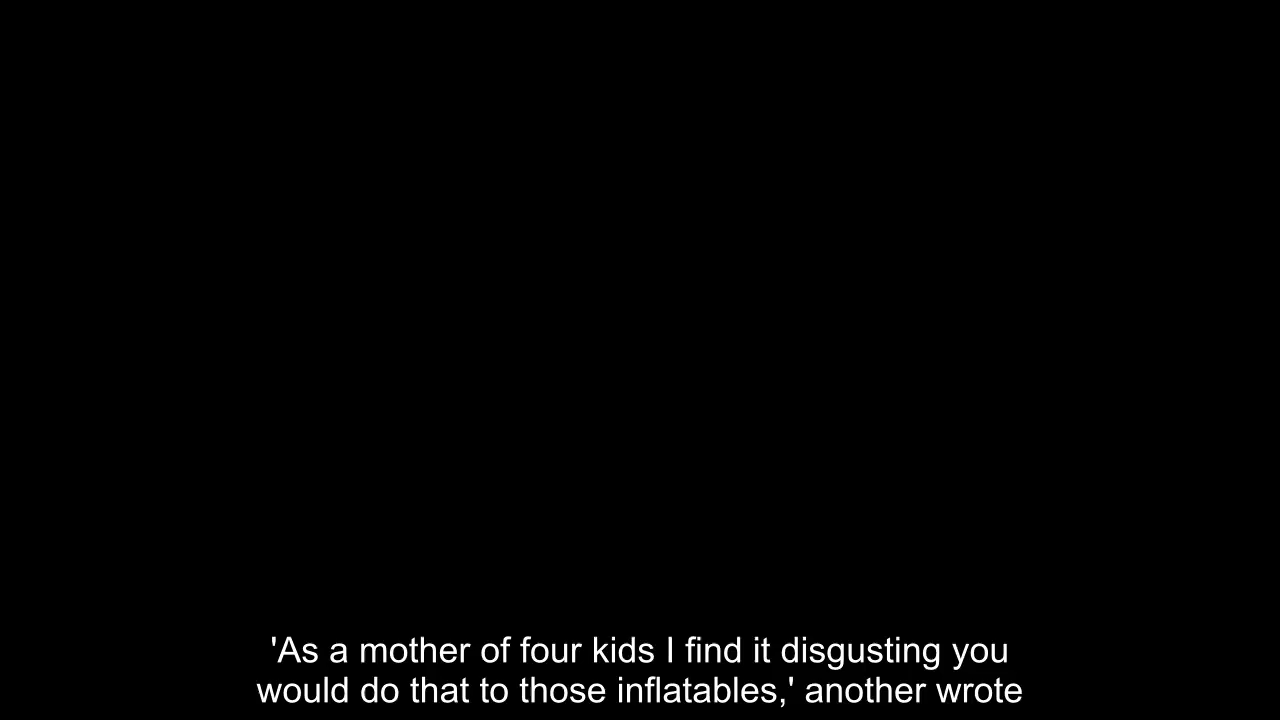 'As a mother of four kids I find it disgusting you
would do that to those inflatables,' another wrote